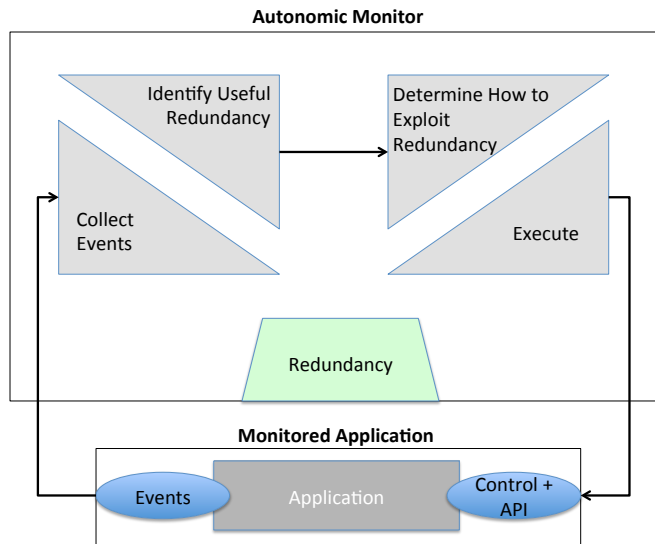 Autonomic Monitor
Identify Useful
Redundancy
Determine How to
Exploit
Redundancy
Collect
Events
Execute
Redundancy
Monitored Application
Events
Application
Control +
API